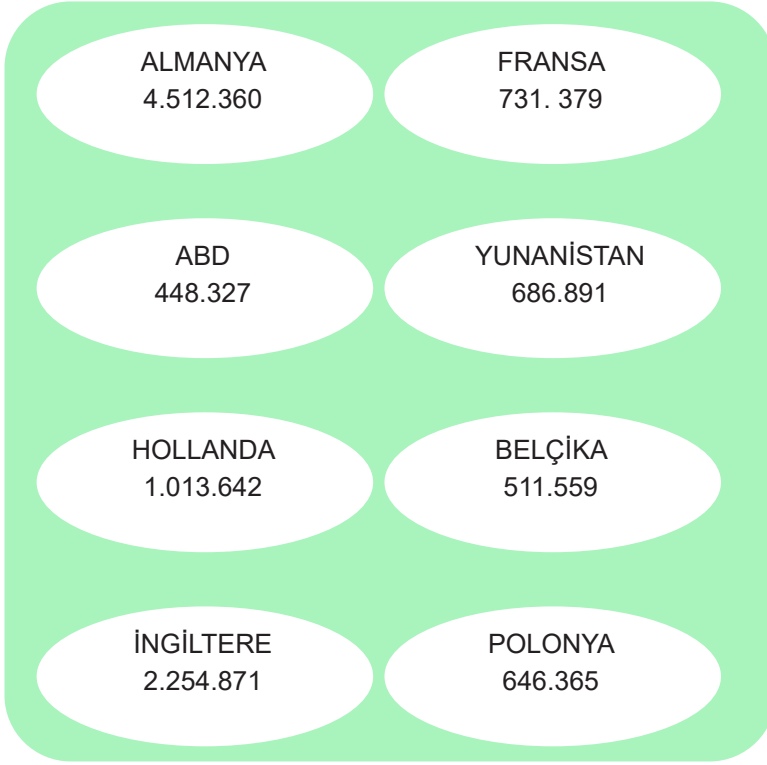 ALMANYA
4.512.360
FRANSA
731. 379
ABD
448.327
YUNANİSTAN
686.891
HOLLANDA
1.013.642
BELÇİKA
511.559
İNGİLTERE
2.254.871
POLONYA
646.365